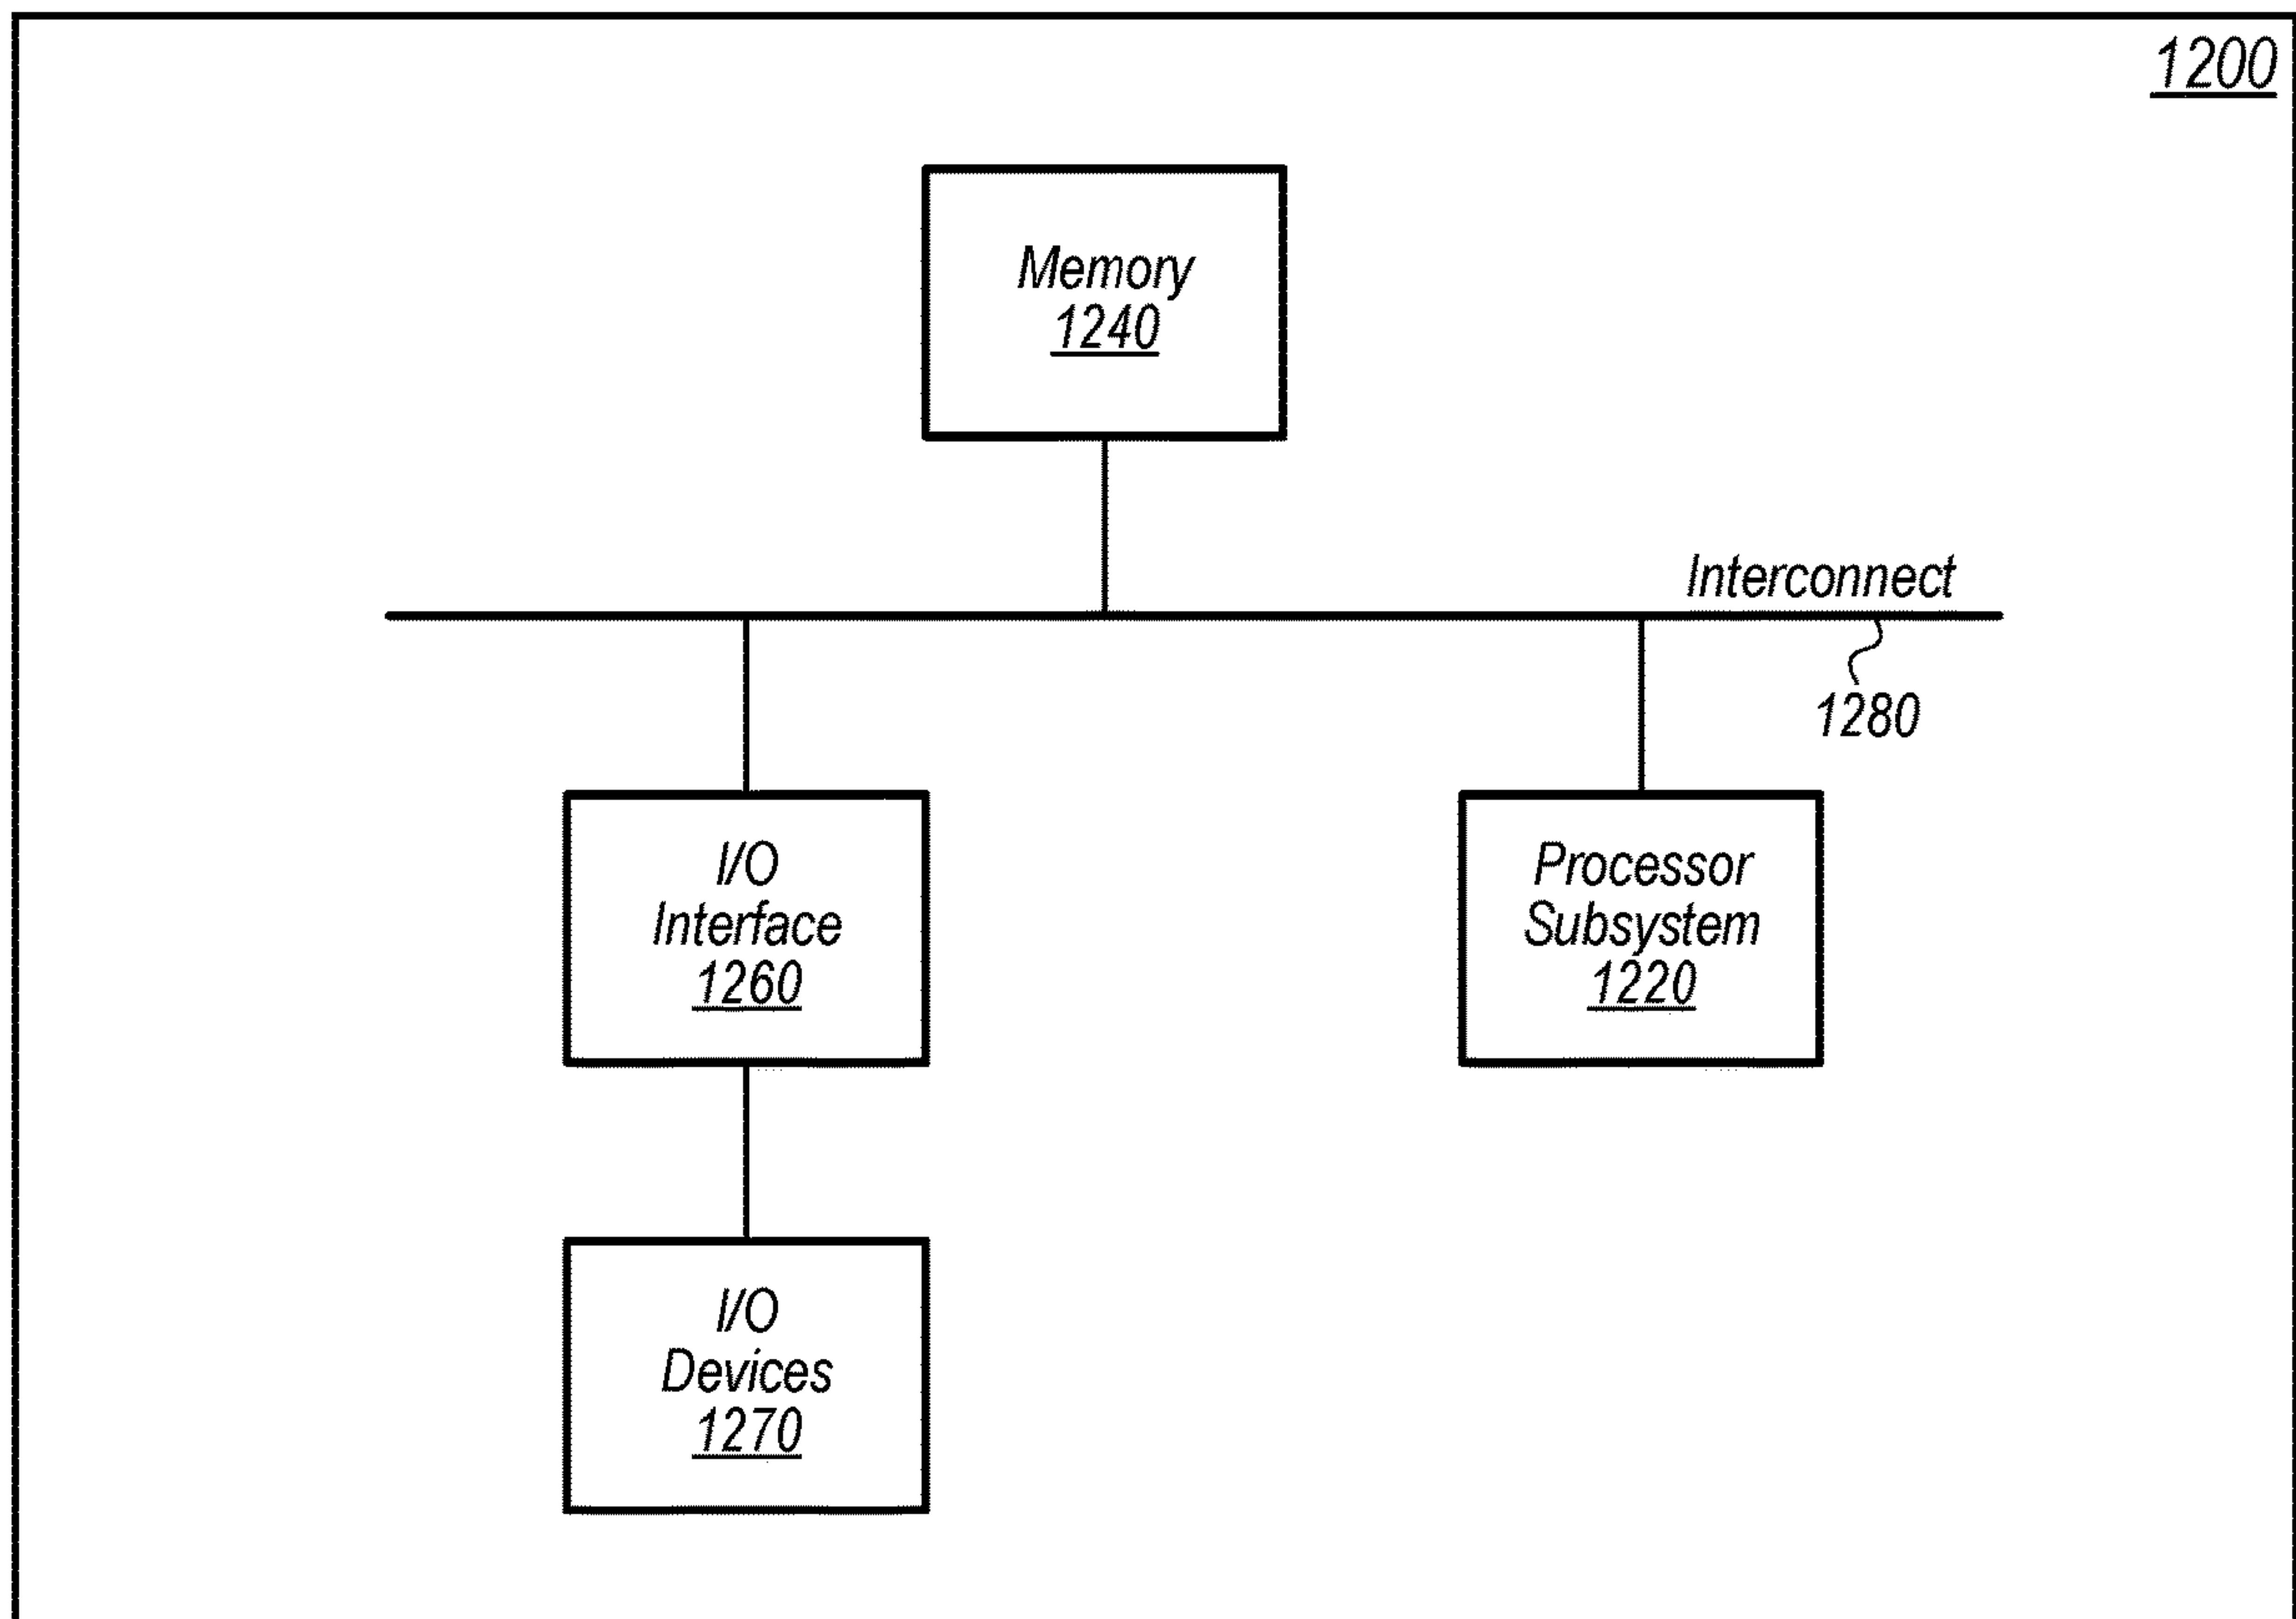 1200
Memory
1240
Interconnect
1280
I/O
Interface
1260
Processor
Subsystem
1220
I/O
Devices
1270